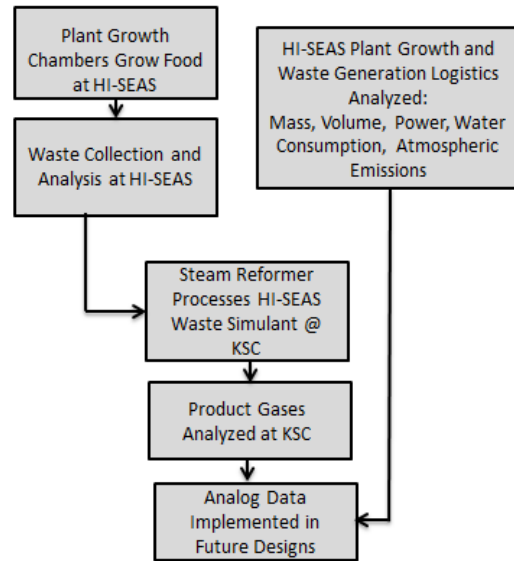 Plant Growth
Chambers Grow Food
at HI-SEAS
Waste Collection and
Analysis at HI-SEAS
HI-SEAS Plant Growth and
Waste Generation Logistics
Analyzed:
Mass, Volume, Power, Water
Consumption, Atmospheric
Emissions
Steam Reformer
Processes HI-SEAS
Waste Simulant @
KSC
Product Gases
Analyzed at KSC
Analog Data
Implemented in
Future Designs